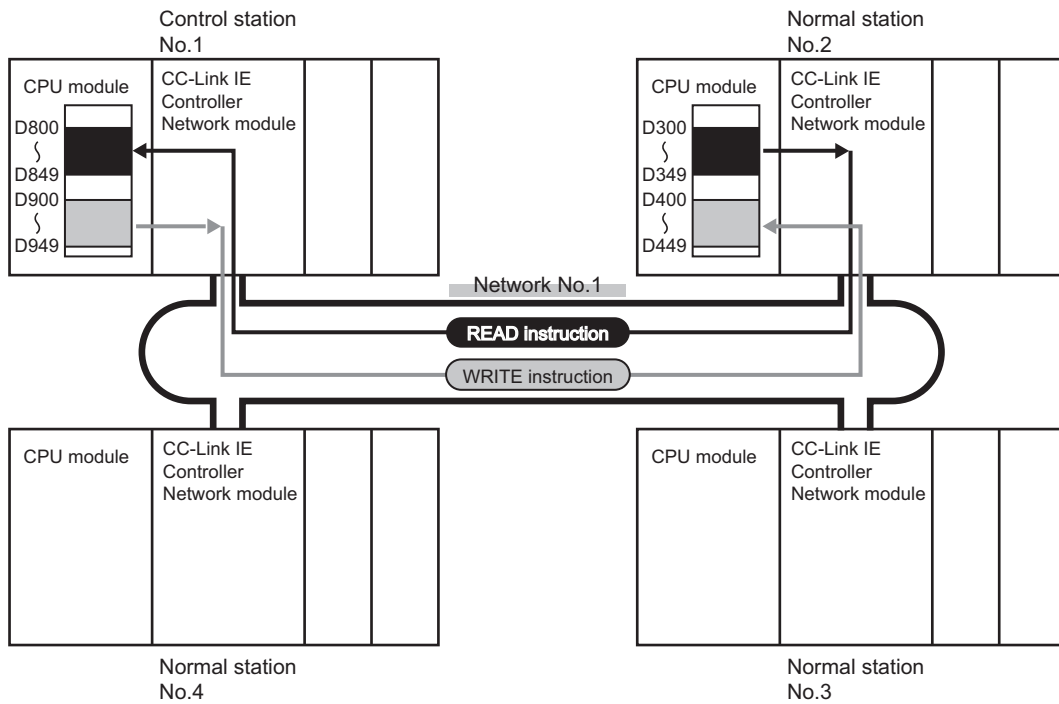 Control station
No.1
Normal station
No.2
CPU module
CC-Link IE
Controller
Network module
D800
D849
D900
D949
CPU module
CC-Link IE
Controller
Network module
D300
D349
D400
D449
Network No.1
READ instruction
WRITE instruction
CPU module
CC-Link IE
Controller
Network module
CPU module
CC-Link IE
Controller
Network module
Normal station
No.4
Normal station
No.3